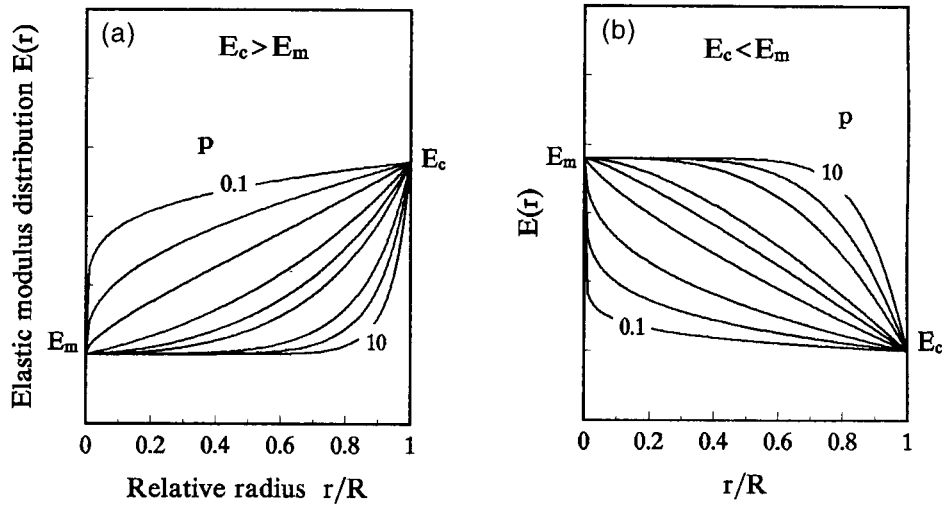 (a)
E_c > E_m
p
0.1
10
E_c
E_m
Elastic modulus distribution E(r)
0 0.2 0.4 0.6 0.8 1
Relative radius r/R
(b)
E_c < E_m
p
10
E_m
0.1
E_c
E(r)
0 0.2 0.4 0.6 0.8 1
r/R